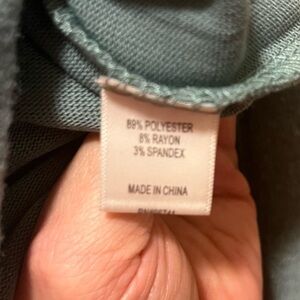 89% POLYESTER
8% RAYON
3% SPANDEX
MADE IN CHINA